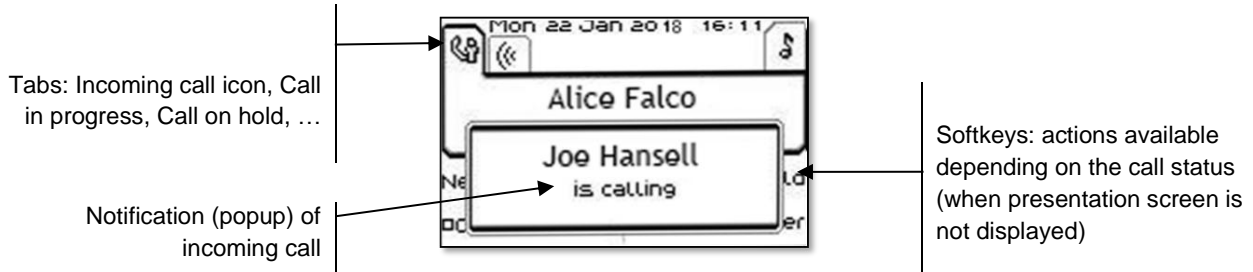 Tabs: Incoming call icon, Call
in progress, Call on hold, …
Notification (popup) of
incoming call
Mon 22 Jan 2018 16:11
Alice Falco
Joe Hansell
is calling
Softkeys: actions available
depending on the call status
(when presentation screen is
not displayed)